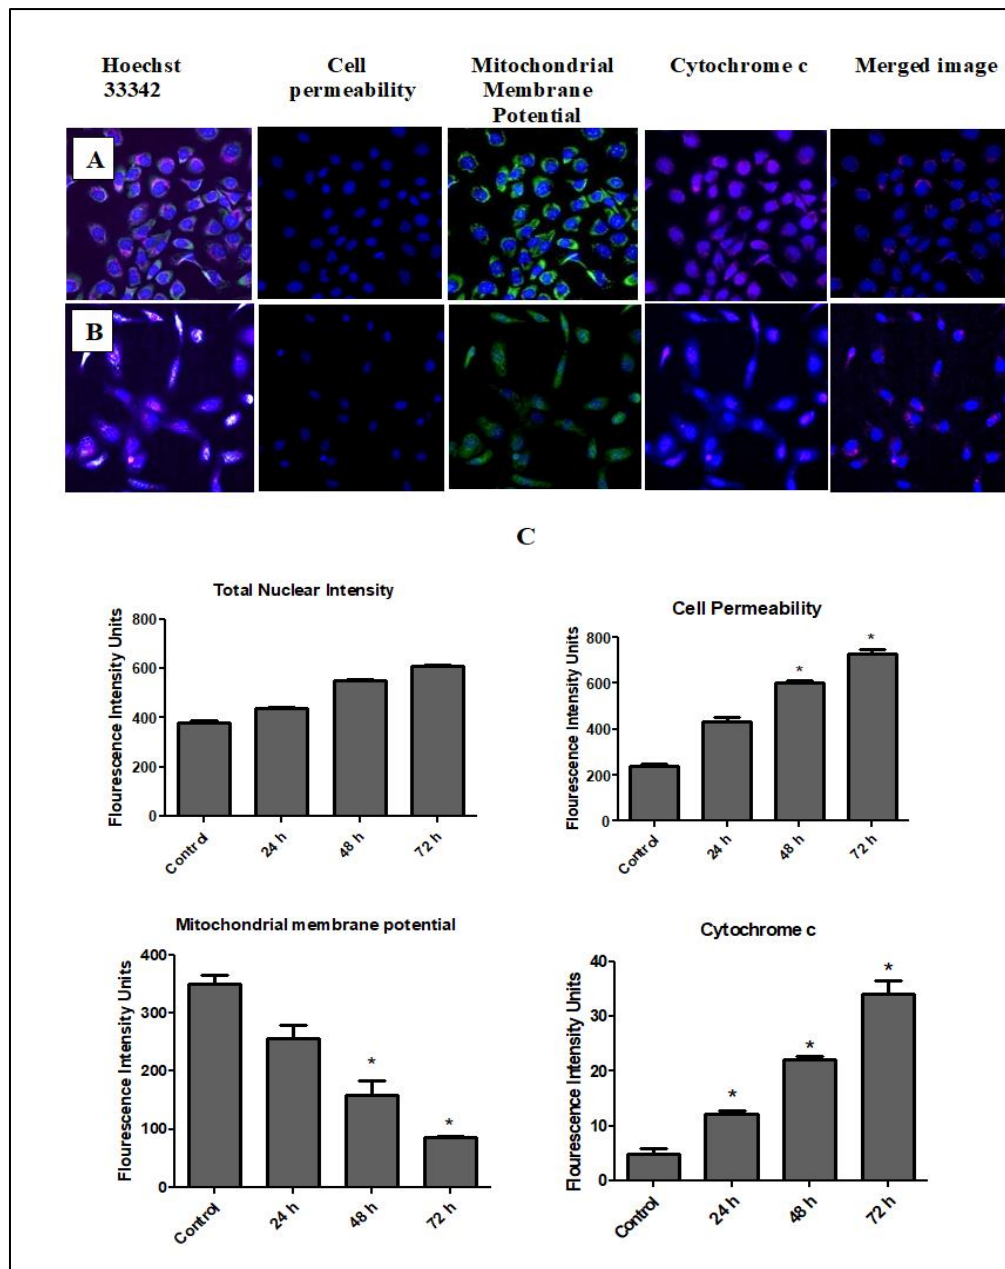 Hoechst
33342
Cell
permeability
Mitochondrial
Membrane
Potential
Cytochrome c
Merged image
A
B
C
Total Nuclear Intensity
Flourescence Intensity Units
800
600
400
200
0
Control
24 h
48 h
72 h
Cell Permeability
Flourescence Intensity Units
800
600
400
200
0
*
*
Control
24 h
48 h
72 h
Mitochondrial membrane potential
Flourescence Intensity Units
400
300
200
100
0
*
*
Control
24 h
48 h
72 h
Cytochrome c
Flourescence Intensity Units
40
30
20
10
0
*
*
*
Control
24 h
48 h
72 h